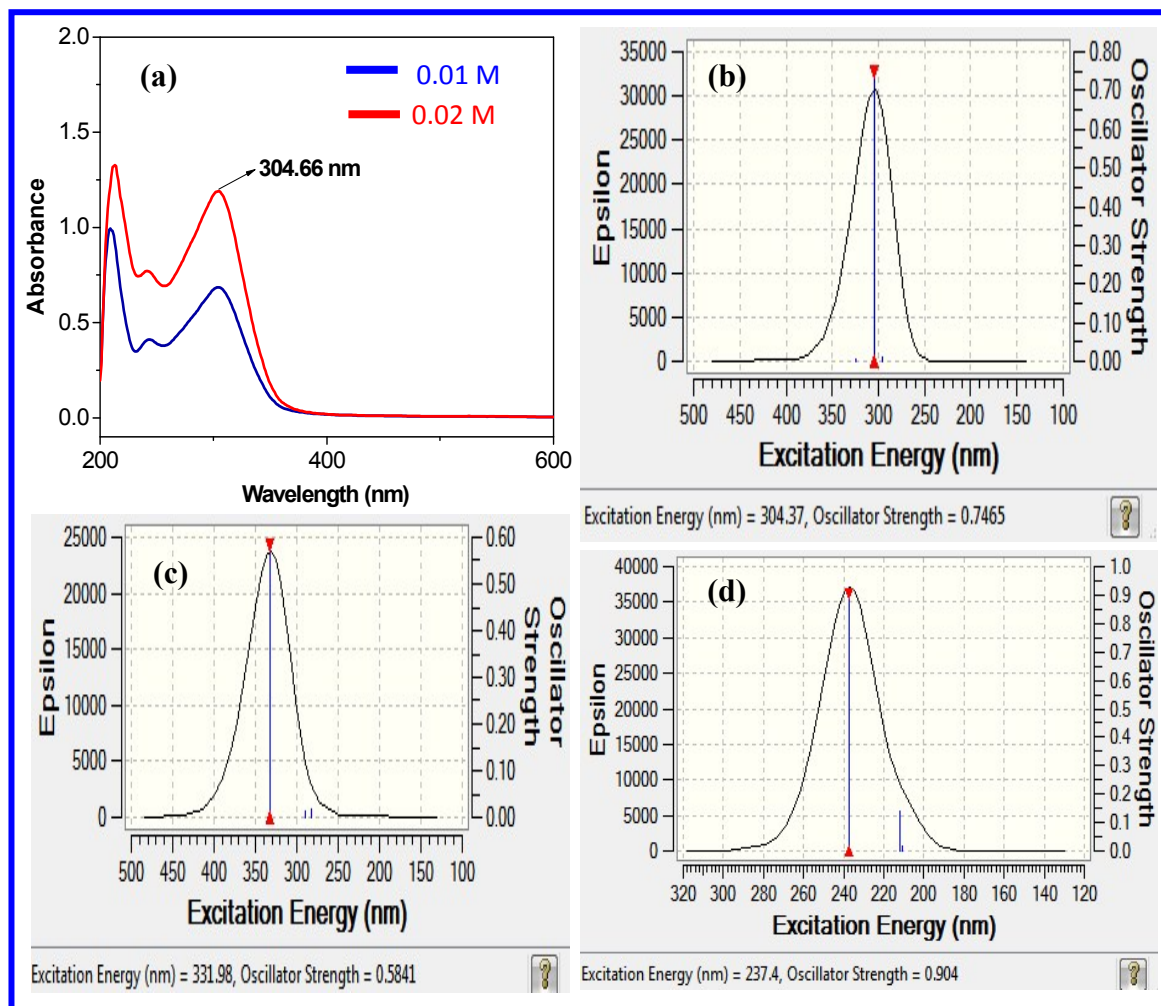 (a)
0.01 M
0.02 M
304.66 nm
2.0
1.5
1.0
0.5
0.0
Absorbance
200 400 600
Wavelength (nm)
(b)
35000
30000
25000
20000
15000
10000
5000
0
Epsilon
0.80
0.70
0.60
0.50
0.40
0.30
0.20
0.10
0.00
Oscillator Strength
500 450 400 350 300 250 200 150 100
Excitation Energy (nm)
Excitation Energy (nm) = 304.37, Oscillator Strength = 0.7465
?
(c)
25000
20000
15000
10000
5000
0
Epsilon
0.60
0.50
0.40
0.30
0.20
0.10
0.00
Oscillator
Strength
500 450 400 350 300 250 200 150 100
Excitation Energy (nm)
Excitation Energy (nm) = 331.98, Oscillator Strength = 0.5841
?
(d)
40000
35000
30000
25000
20000
15000
10000
5000
0
Epsilon
1.0
0.9
0.8
0.7
0.6
0.5
0.4
0.3
0.2
0.1
0.0
Oscillator Strength
320 300 280 260 240 220 200 180 160 140 120
Excitation Energy (nm)
Excitation Energy (nm) = 237.4, Oscillator Strength = 0.904
?